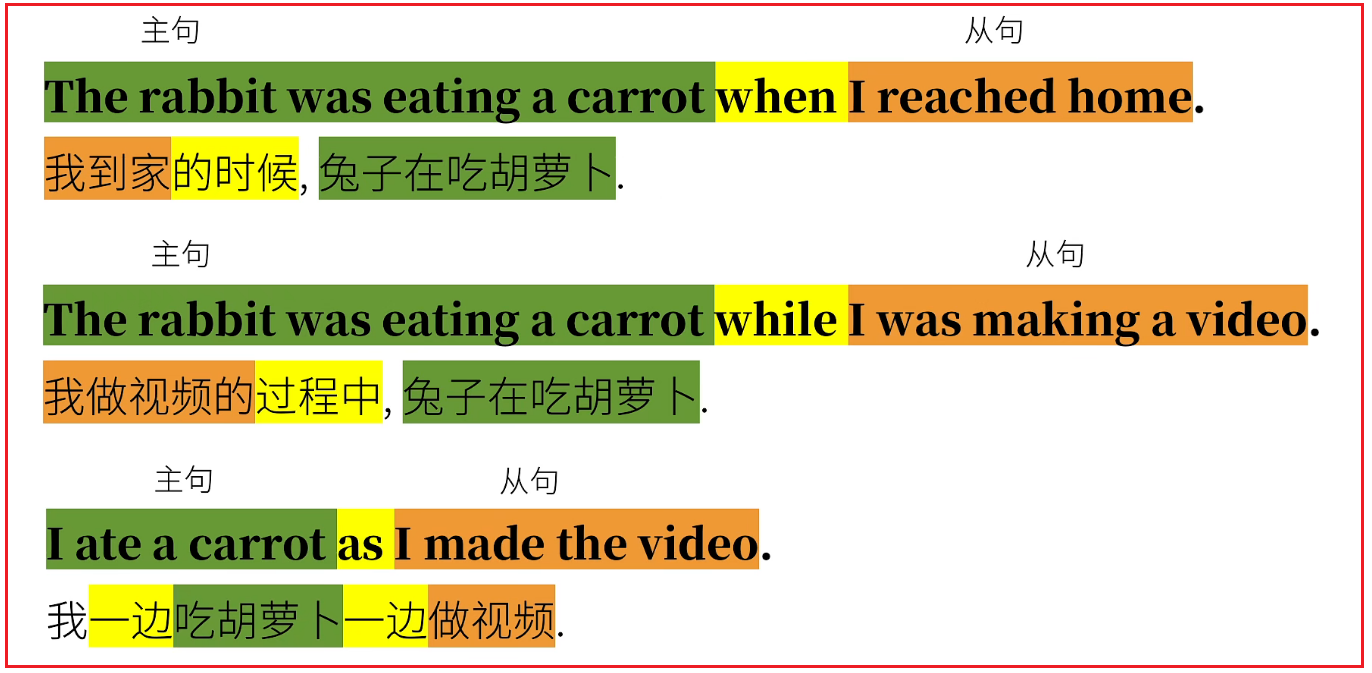 主句 从句
The rabbit was eating a carrot when I reached home.
我到家的时候, 兔子在吃胡萝卜.
主句 从句
The rabbit was eating a carrot while I was making a video.
我做视频的过程中, 兔子在吃胡萝卜.
主句 从句
I ate a carrot as I made the video.
我一边吃胡萝卜一边做视频.